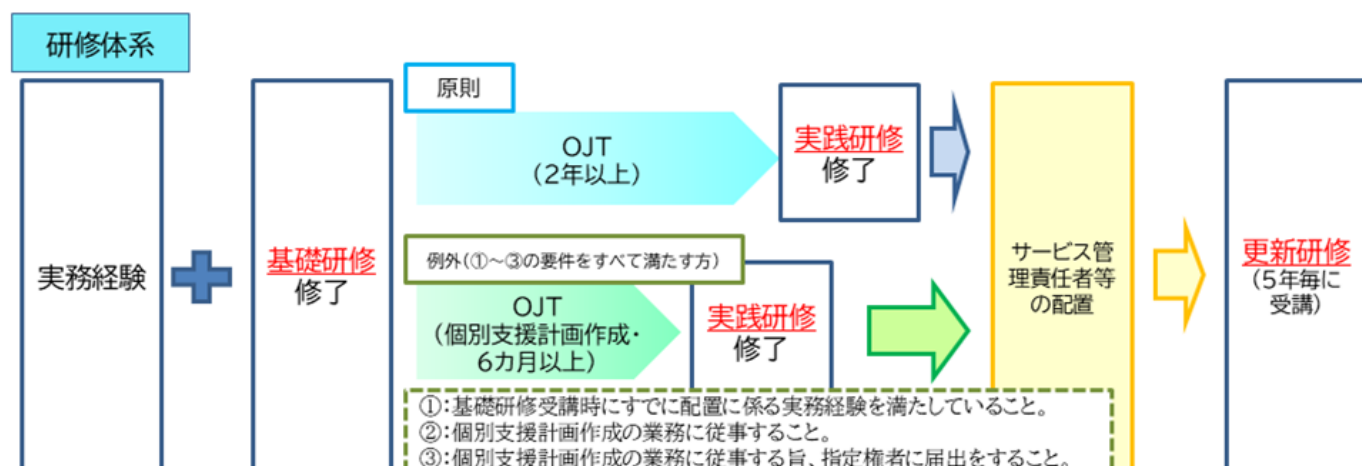 研修体系
実務経験
基礎研修
修了
原則
OJT
(2年以上)
実践研修
修了
例外(①~③の要件をすべて満たす方)
OJT
(個別支援計画作成・
6カ月以上)
実践研修
修了
①:基礎研修受講時にすでに配置に係る実務経験を満たしていること。
②:個別支援計画作成の業務に従事すること。
③:個別支援計画作成の業務に従事する旨、指定権者に届出をすること。
サービス管
理責任者等
の配置
更新研修
(5年毎に
受講)